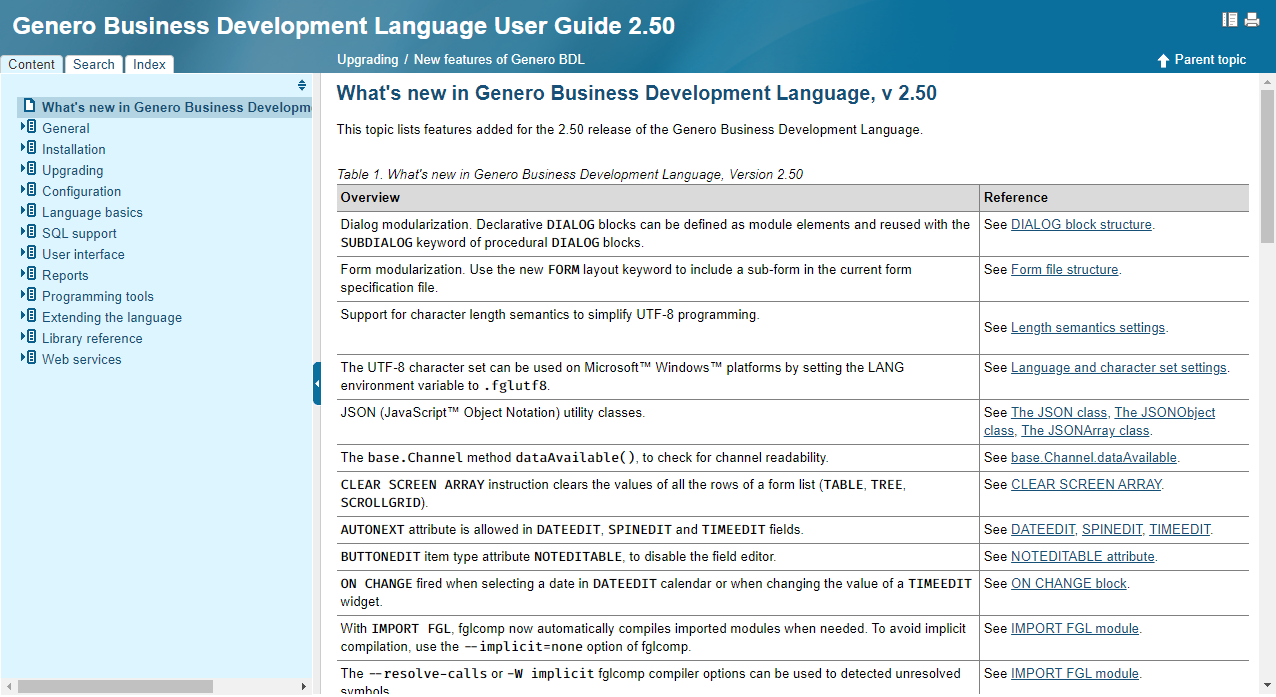 Genero Business Development Language User Guide 2.50
Content
Search
Index
Upgrading / New features of Genero BDL
Parent topic
What's new in Genero Business Developm
General
Installation
Upgrading
Configuration
Language basics
SQL support
User interface
Reports
Programming tools
Extending the language
Library reference
Web services
What's new in Genero Business Development Language, v 2.50
This topic lists features added for the 2.50 release of the Genero Business Development Language.
Table 1. What's new in Genero Business Development Language, Version 2.50
Overview
Reference
Dialog modularization. Declarative DIALOG blocks can be defined as module elements and reused with the
SUBDIALOG keyword of procedural DIALOG blocks.
See DIALOG block structure.
Form modularization. Use the new FORM layout keyword to include a sub-form in the current form
specification file.
See Form file structure.
Support for character length semantics to simplify UTF-8 programming.
See Length semantics settings.
The UTF-8 character set can be used on Microsoft™ Windows™ platforms by setting the LANG
environment variable to .fglutf8.
See Language and character set settings.
JSON (JavaScript™ Object Notation) utility classes.
See The JSON class, The JSONObject
class, The JSONArray class.
The base.Channel method dataAvailable(), to check for channel readability.
See base.Channel.dataAvailable.
CLEAR SCREEN ARRAY instruction clears the values of all the rows of a form list (TABLE, TREE,
SCROLLGRID).
See CLEAR SCREEN ARRAY.
AUTONEXT attribute is allowed in DATEEDIT, SPINEDIT and TIMEEDIT fields.
See DATEEDIT, SPINEDIT, TIMEEDIT.
BUTTONEDIT item type attribute NOTEDITABLE, to disable the field editor.
See NOTEDITABLE attribute.
ON CHANGE fired when selecting a date in DATEEDIT calendar or when changing the value of a TIMEEDIT
widget.
See ON CHANGE block.
With IMPORT FGL, fglcomp now automatically compiles imported modules when needed. To avoid implicit
compilation, use the --implicit=none option of fglcomp.
See IMPORT FGL module.
The --resolve-calls or -W implicit fglcomp compiler options can be used to detected unresolved
symbols
See IMPORT FGL module.